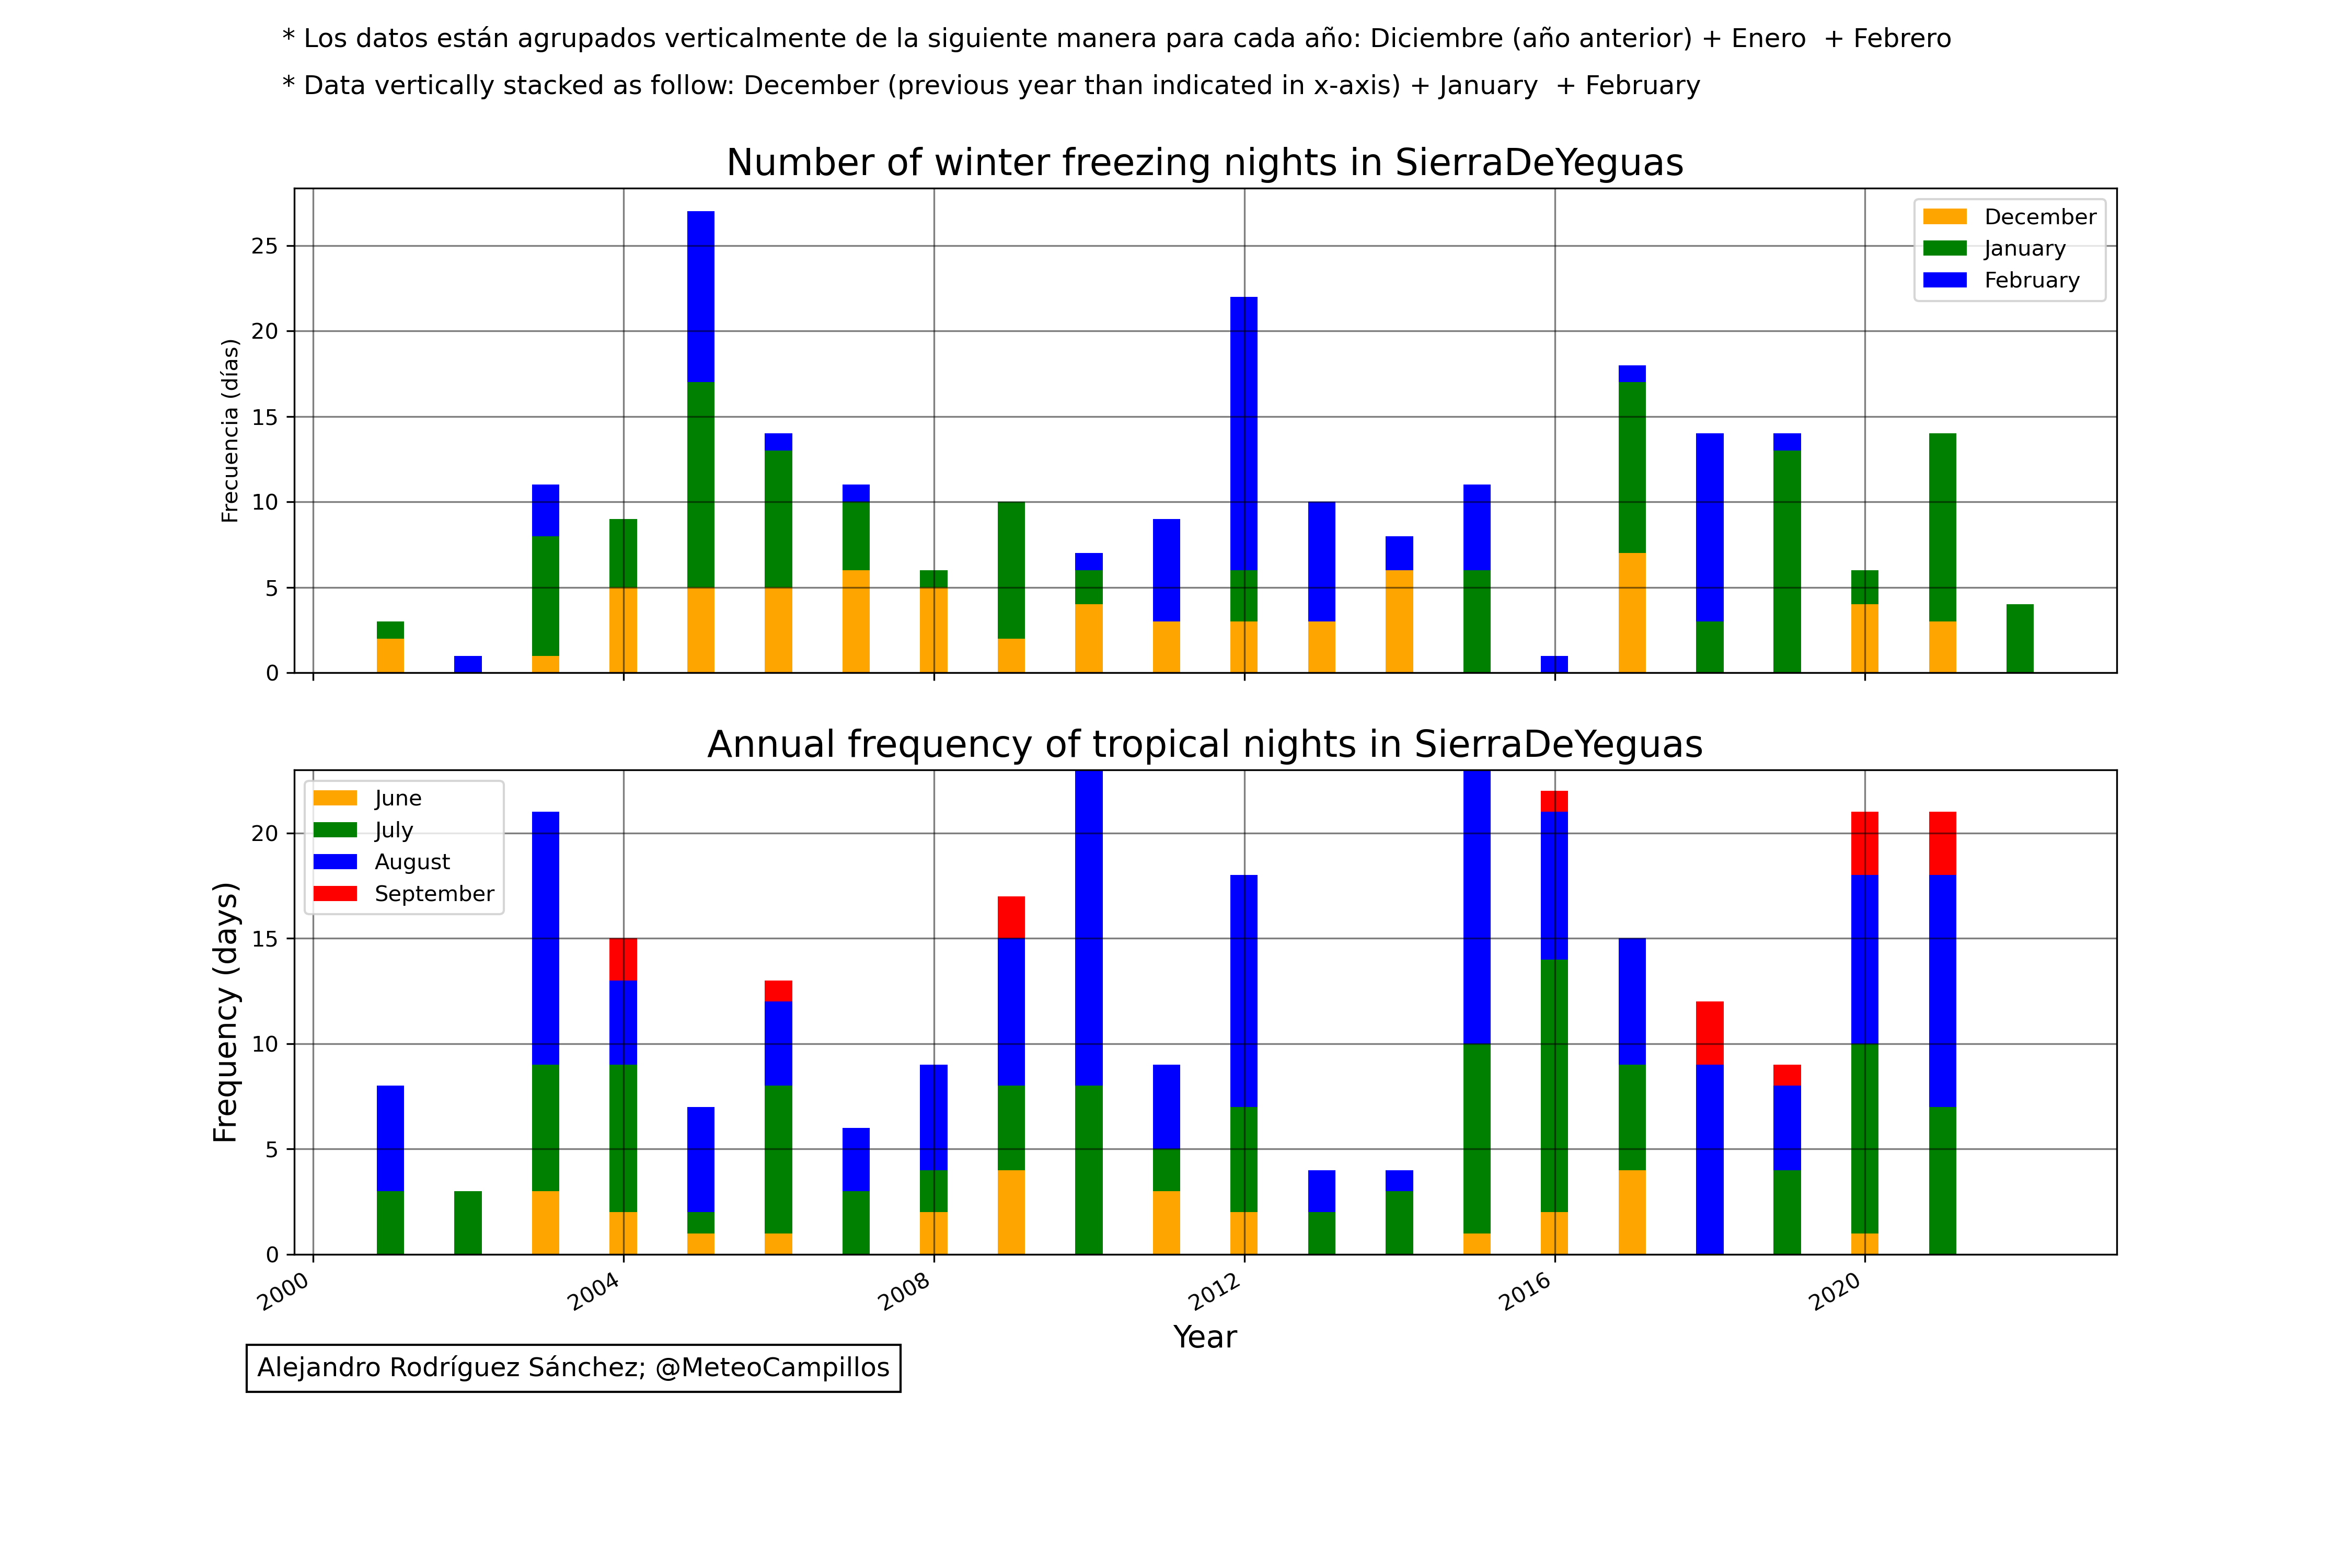 * Los datos están agrupados verticalmente de la siguiente manera para cada año: Diciembre (año anterior) + Enero  + Febrero
* Data vertically stacked as follow: December (previous year than indicated in x-axis) + January  + February
Number of winter freezing nights in SierraDeYeguas
Frecuencia (días)
25
20
15
10
5
0
December
January
February
Annual frequency of tropical nights in SierraDeYeguas
Frequency (days)
20
15
10
5
0
June
July
August
September
2000
2004
2008
2012
2016
2020
Year
Alejandro Rodríguez Sánchez; @MeteoCampillos